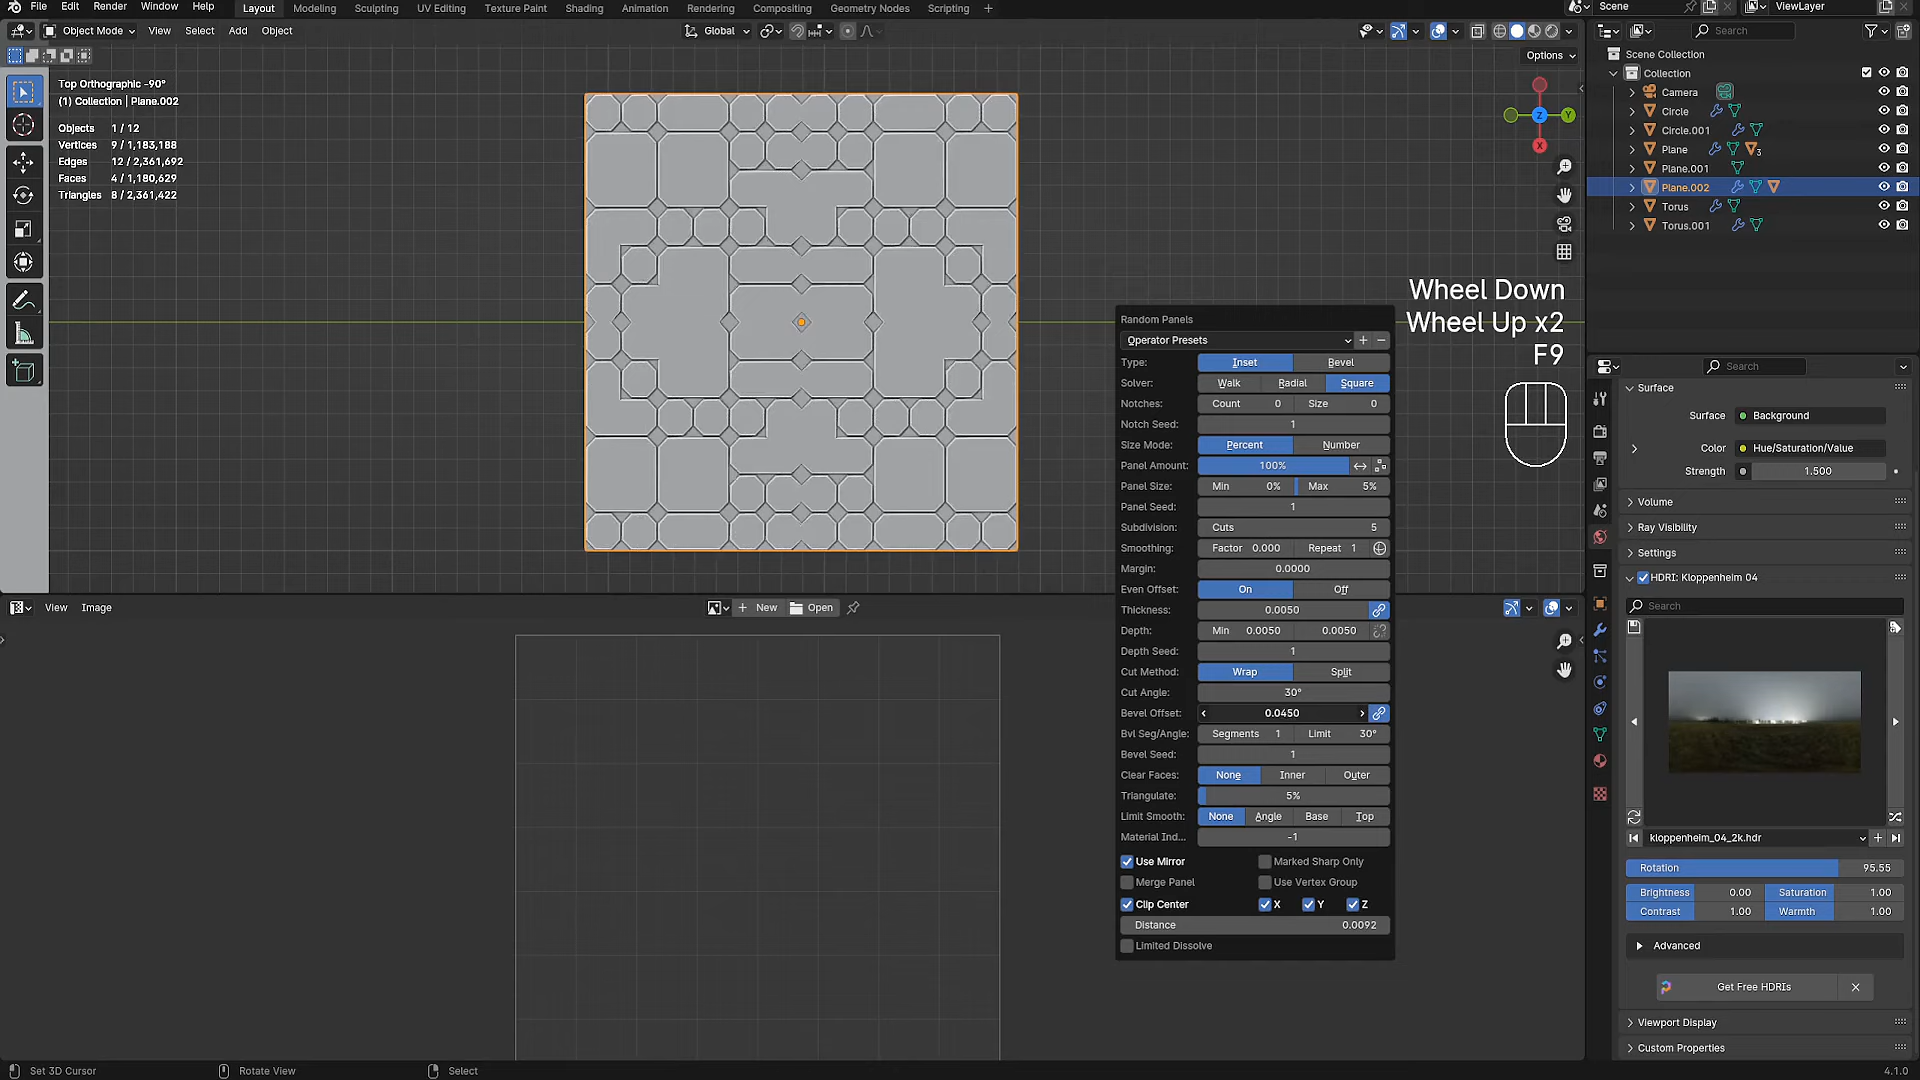 File Edit Render Window Help Layout Modeling Sculpting UV Editing Texture Paint Shading Animation Rendering Compositing Geometry Nodes Scripting + Scene ViewLayer
Object Mode View Select Add Object Global Search
Options
Top Orthographic -90°
(1) Collection | Plane.002
Objects 1 / 12
Vertices 9 / 1,183,188
Edges 12 / 2,361,692
Faces 4 / 1,180,629
Triangles 8 / 2,361,422
Z
Y
X
Scene Collection
Collection
Camera
Circle
Circle.001
Plane 3
Plane.001
Plane.002
Torus
Torus.001
Wheel Down
Wheel Up x2
F9
Random Panels
Operator Presets + −
Type: Inset Bevel
Solver: Walk Radial Square
Notches: Count 0 Size 0
Notch Seed: 1
Size Mode: Percent Number
Panel Amount: 100%
Panel Size: Min 0% Max 5%
Panel Seed: 1
Subdivision: Cuts 5
Smoothing: Factor 0.000 Repeat 1
Margin: 0.0000
Even Offset: On Off
Thickness: 0.0050
Depth: Min 0.0050 0.0050
Depth Seed: 1
Cut Method: Wrap Split
Cut Angle: 30°
Bevel Offset: 0.0450
Bvl Seg/Angle: Segments 1 Limit 30°
Bevel Seed: 1
Clear Faces: None Inner Outer
Triangulate: 5%
Limit Smooth: None Angle Base Top
Material Ind... -1
Use Mirror Marked Sharp Only
Merge Panel Use Vertex Group
Clip Center X Y Z
Distance 0.0092
Limited Dissolve
View Image + New Open
Search
Surface
Surface Background
Color Hue/Saturation/Value
Strength 1.500
Volume
Ray Visibility
Settings
HDRI: Kloppenheim 04
Search
kloppenheim_04_2k.hdr
Rotation 95.55
Brightness 0.00 Saturation 1.00
Contrast 1.00 Warmth 1.00
Advanced
Get Free HDRIs
Viewport Display
Custom Properties
Set 3D Cursor Rotate View Select 4.1.0